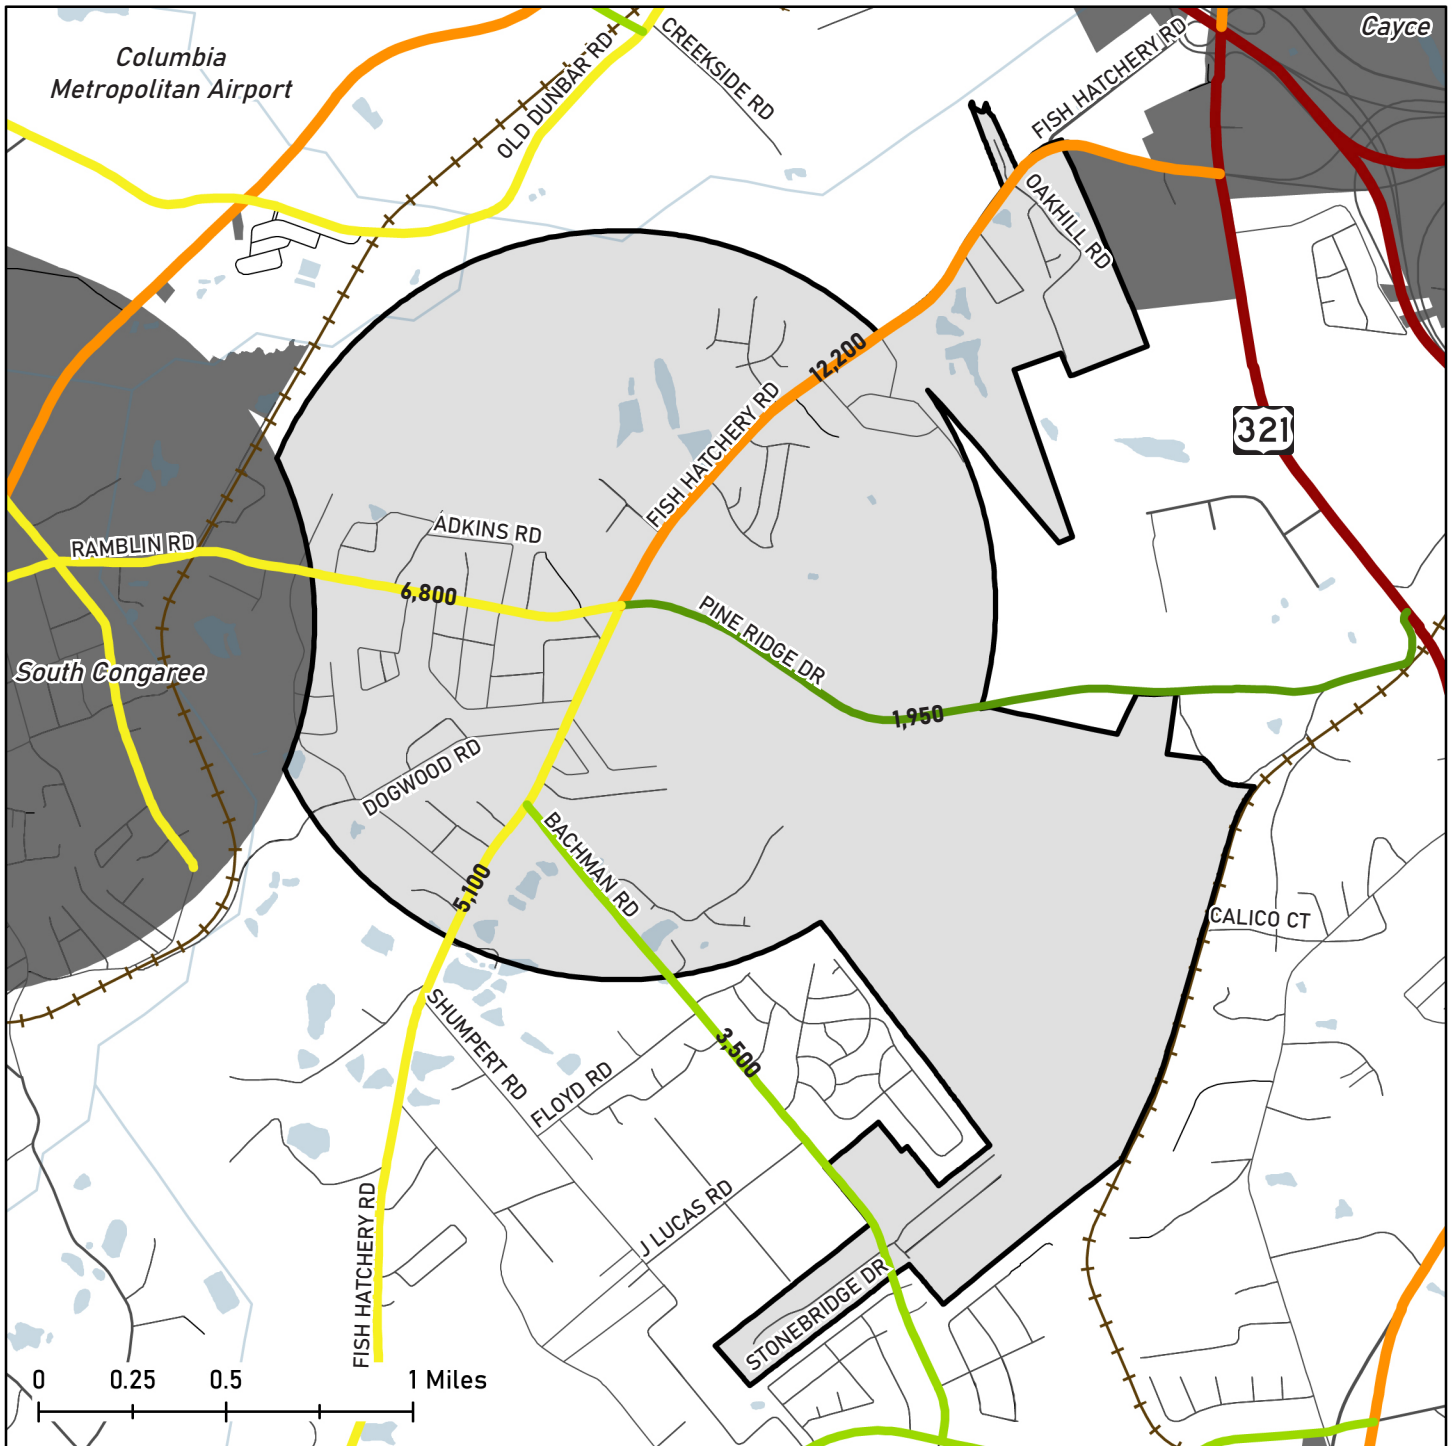 Columbia
Metropolitan Airport
Cayce
CREEKSIDE RD
OLD DUNBAR RD
FISH HATCHERY RD
OAKHILL RD
12,200
FISH HATCHERY RD
321
ADKINS RD
RAMBLIN RD
6,800
PINE RIDGE DR
South Congaree
1,950
DOGWOOD RD
BACHMAN RD
5,100
CALICO CT
SHUMPERT RD
3,500
FLOYD RD
J LUCAS RD
FISH HATCHERY RD
STONEBRIDGE DR
0 0.25 0.5 1 Miles